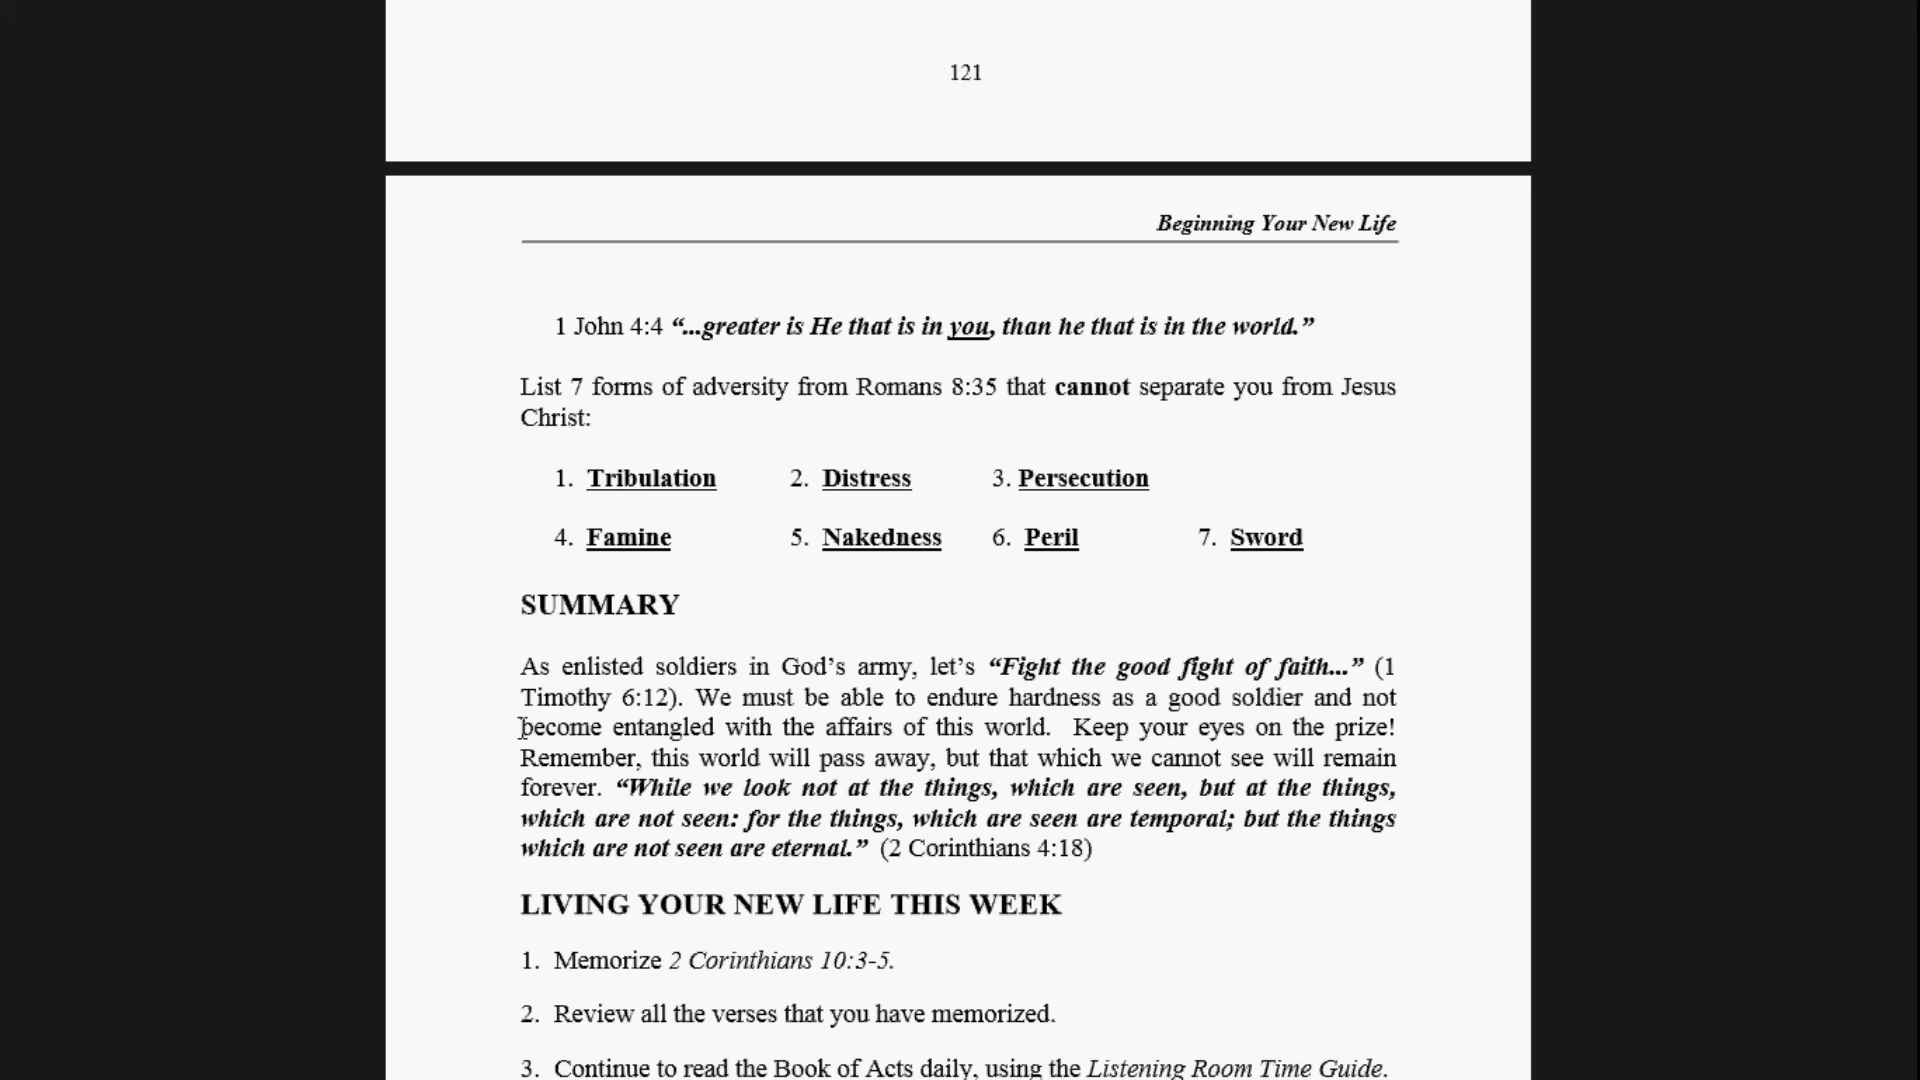 121
Beginning Your New Life
1 John 4:4 “...greater is He that is in you, than he that is in the world.”
List 7 forms of adversity from Romans 8:35 that cannot separate you from Jesus
Christ:
1. Tribulation 2. Distress 3. Persecution
4. Famine 5. Nakedness 6. Peril 7. Sword
SUMMARY
As enlisted soldiers in God’s army, let’s “Fight the good fight of faith...” (1
Timothy 6:12). We must be able to endure hardness as a good soldier and not
become entangled with the affairs of this world. Keep your eyes on the prize!
Remember, this world will pass away, but that which we cannot see will remain
forever. “While we look not at the things, which are seen, but at the things,
which are not seen: for the things, which are seen are temporal; but the things
which are not seen are eternal.” (2 Corinthians 4:18)
LIVING YOUR NEW LIFE THIS WEEK
1. Memorize 2 Corinthians 10:3-5.
2. Review all the verses that you have memorized.
3. Continue to read the Book of Acts daily, using the Listening Room Time Guide.